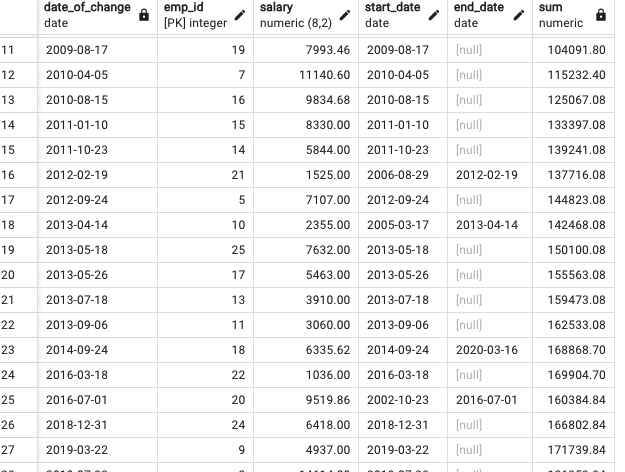 date_of_change emp_id salary start_date end_date sum
date [PK] integer numeric (8,2) date date numeric
11 2009-08-17 19 7993.46 2009-08-17 [null] 104091.80
12 2010-04-05 7 11140.60 2010-04-05 [null] 115232.40
13 2010-08-15 16 9834.68 2010-08-15 [null] 125067.08
14 2011-01-10 15 8330.00 2011-01-10 [null] 133397.08
15 2011-10-23 14 5844.00 2011-10-23 [null] 139241.08
16 2012-02-19 21 1525.00 2006-08-29 2012-02-19 137716.08
17 2012-09-24 5 7107.00 2012-09-24 [null] 144823.08
18 2013-04-14 10 2355.00 2005-03-17 2013-04-14 142468.08
19 2013-05-18 25 7632.00 2013-05-18 [null] 150100.08
20 2013-05-26 17 5463.00 2013-05-26 [null] 155563.08
21 2013-07-18 13 3910.00 2013-07-18 [null] 159473.08
22 2013-09-06 11 3060.00 2013-09-06 [null] 162533.08
23 2014-09-24 18 6335.62 2014-09-24 2020-03-16 168868.70
24 2016-03-18 22 1036.00 2016-03-18 [null] 169904.70
25 2016-07-01 20 9519.86 2002-10-23 2016-07-01 160384.84
26 2018-12-31 24 6418.00 2018-12-31 [null] 166802.84
27 2019-03-22 9 4937.00 2019-03-22 [null] 171739.84